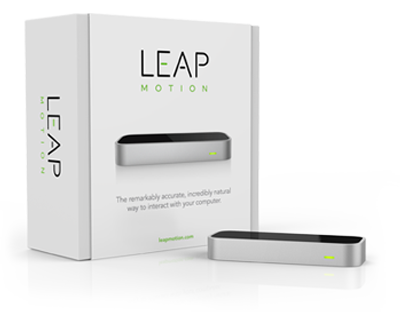 LEAP
MOTION
LEAP
MOTION
The remarkably accurate, incredibly natural
way to interact with your computer.
leapmotion.com